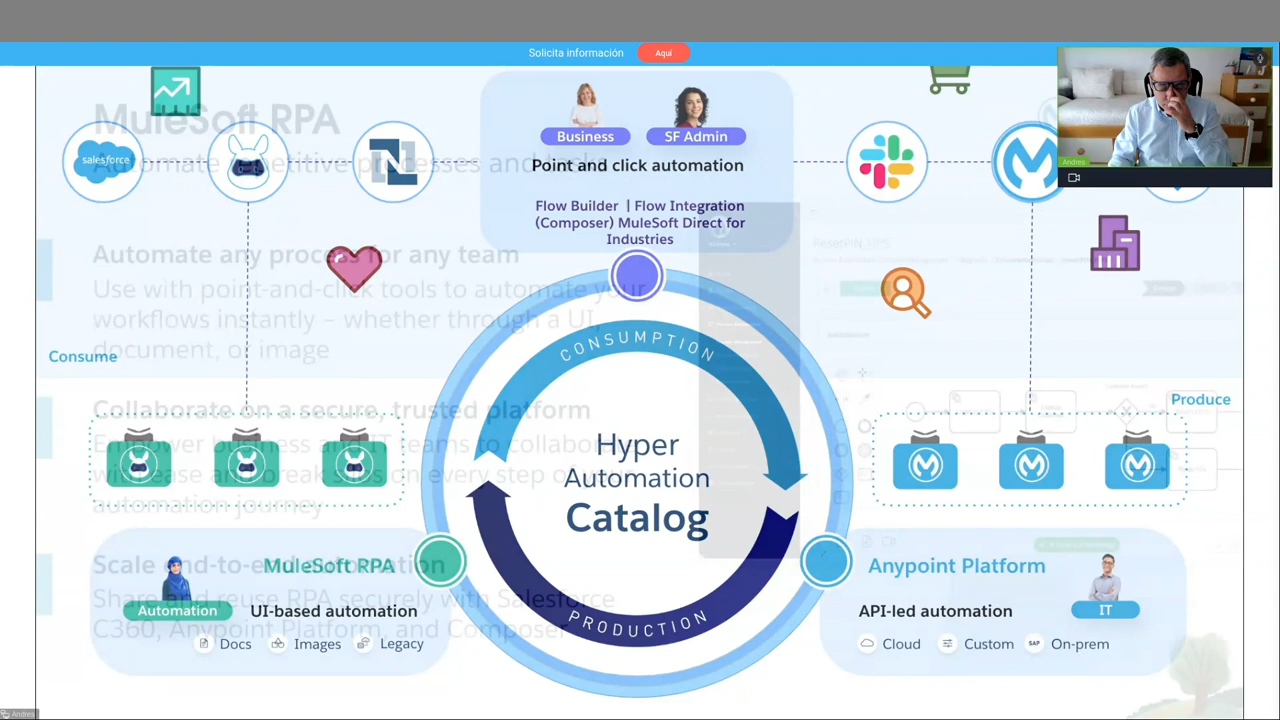 Solicita información
Aquí
MuleSoft RPA
Automate repetitive processes and tasks
salesforce
Business
SF Admin
Point and click automation
Flow Builder | Flow Integration
(Composer) MuleSoft Direct for
Industries
Andres
Automate any process for any team
Use with point-and-click tools to automate your
workflows instantly – whether through a UI,
document, or image
Consume
Produce
CONSUMPTION
Collaborate on a secure, trusted platform
Empower business and IT teams to collaborate
with ease and break silos on every step of your
automation journey
Hyper
Automation
Catalog
Scale end-to-end automation
Share and reuse RPA securely with Salesforce
C360, Anypoint Platform, and Composer
MuleSoft RPA
Automation
UI-based automation
Docs
Images
Legacy
PRODUCTION
Anypoint Platform
API-led automation
IT
Cloud
Custom
SAP
On-prem
Andres